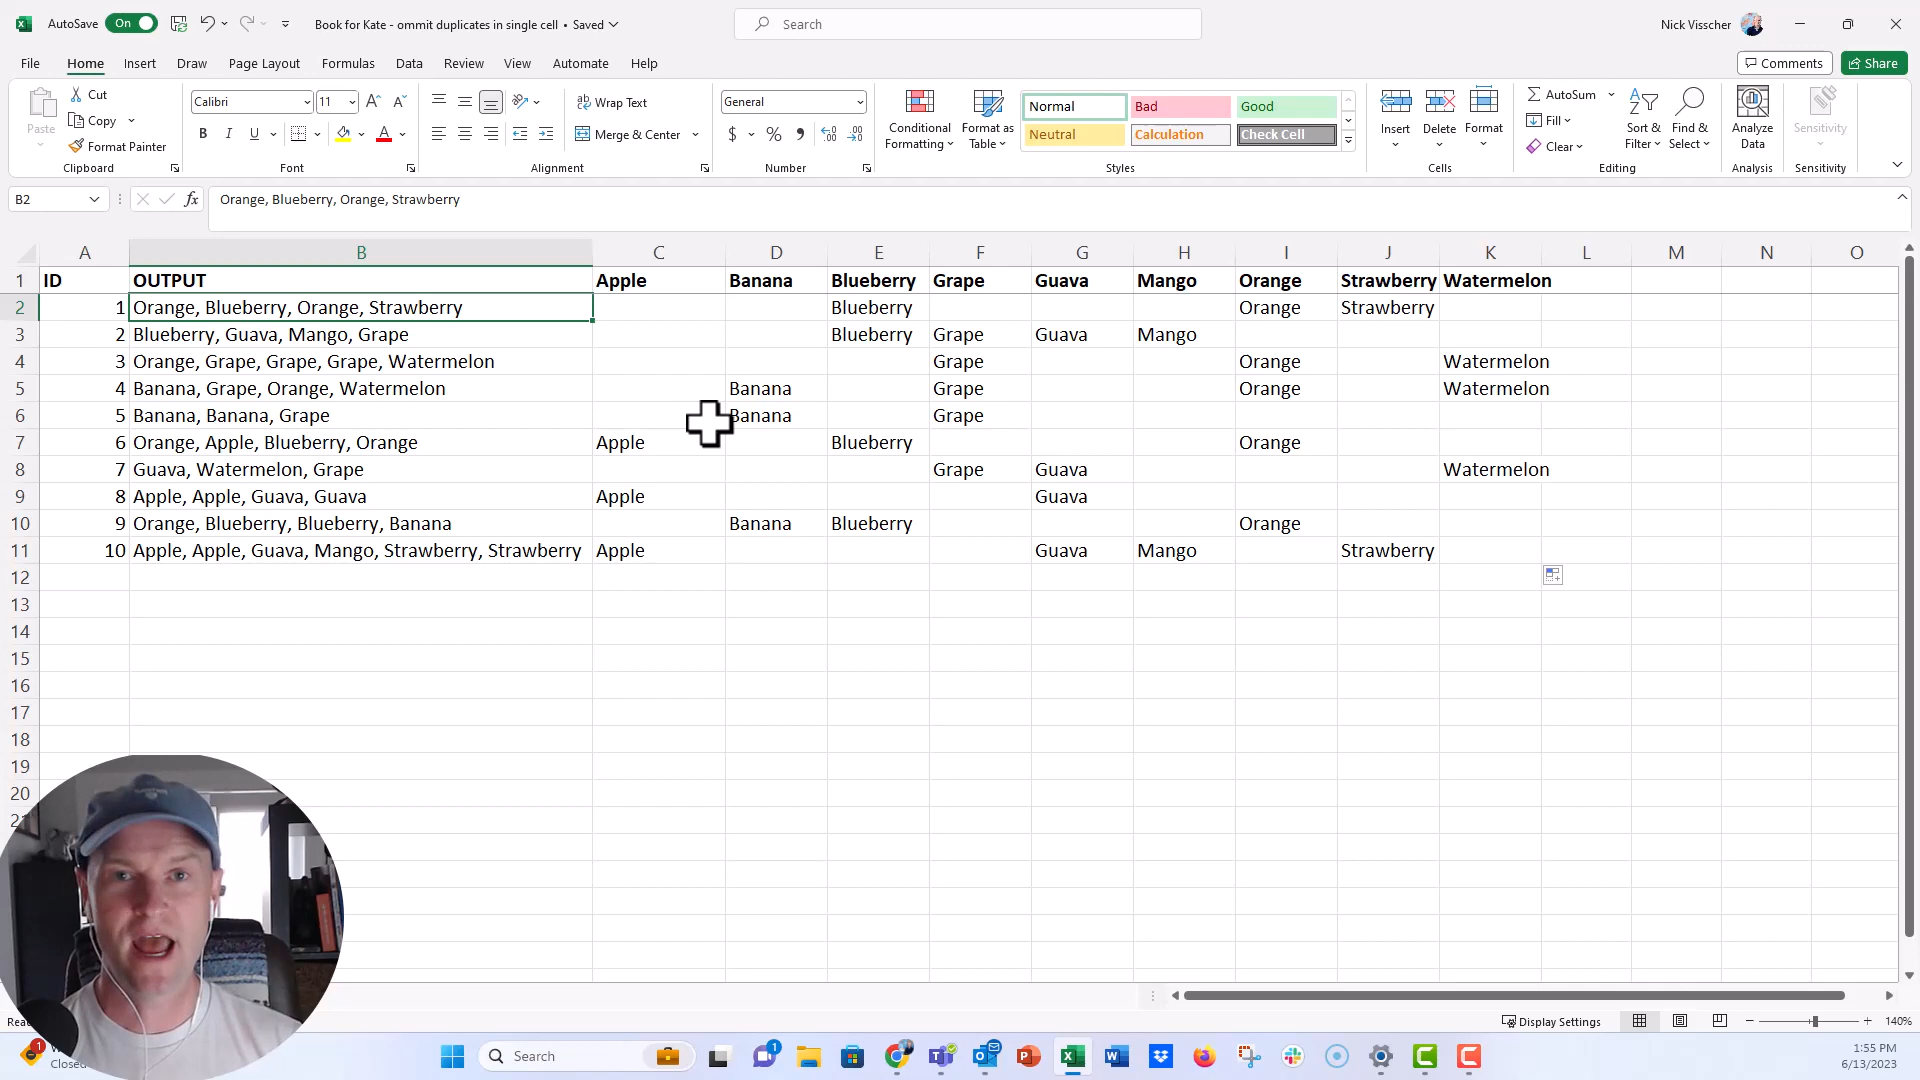 AutoSave On Book for Kate - ommit duplicates in single cell • Saved Search Nick Visscher
File Home Insert Draw Page Layout Formulas Data Review View Automate Help Comments Share
Paste Cut Copy Format Painter Clipboard
Calibri 11 B I U A Font
Wrap Text Merge & Center Alignment
General $ % Number
Conditional Formatting Format as Table Normal Bad Good Neutral Calculation Check Cell Styles
Insert Delete Format Cells
AutoSum Fill Clear Sort & Filter Find & Select Editing
Analyze Data Analysis Sensitivity Sensitivity
B2 fx Orange, Blueberry, Orange, Strawberry
A B C D E F G H I J K L M N O
1 ID OUTPUT Apple Banana Blueberry Grape Guava Mango Orange Strawberry Watermelon
2 1 Orange, Blueberry, Orange, Strawberry Blueberry Orange Strawberry
3 2 Blueberry, Guava, Mango, Grape Blueberry Grape Guava Mango
4 3 Orange, Grape, Grape, Grape, Watermelon Grape Orange Watermelon
5 4 Banana, Grape, Orange, Watermelon Banana Grape Orange Watermelon
6 5 Banana, Banana, Grape Banana Grape
7 6 Orange, Apple, Blueberry, Orange Apple Blueberry Orange
8 7 Guava, Watermelon, Grape Grape Guava Watermelon
9 8 Apple, Apple, Guava, Guava Apple Guava
10 9 Orange, Blueberry, Blueberry, Banana Banana Blueberry Orange
11 10 Apple, Apple, Guava, Mango, Strawberry, Strawberry Apple Guava Mango Strawberry
12
13
14
15
16
17
18
19
20
Display Settings 140%
Search 1
1:55 PM
6/13/2023